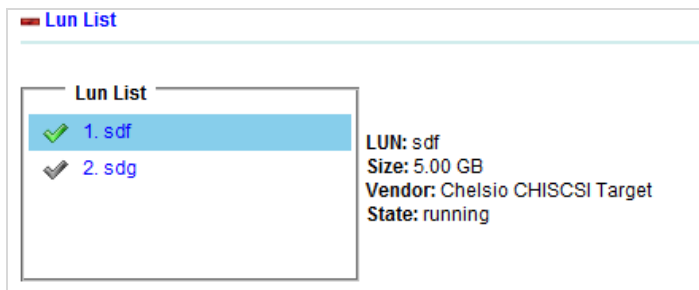 Lun List
Lun List
1. sdf
2. sdg
LUN: sdf
Size: 5.00 GB
Vendor: Chelsio CHISCSI Target
State: running